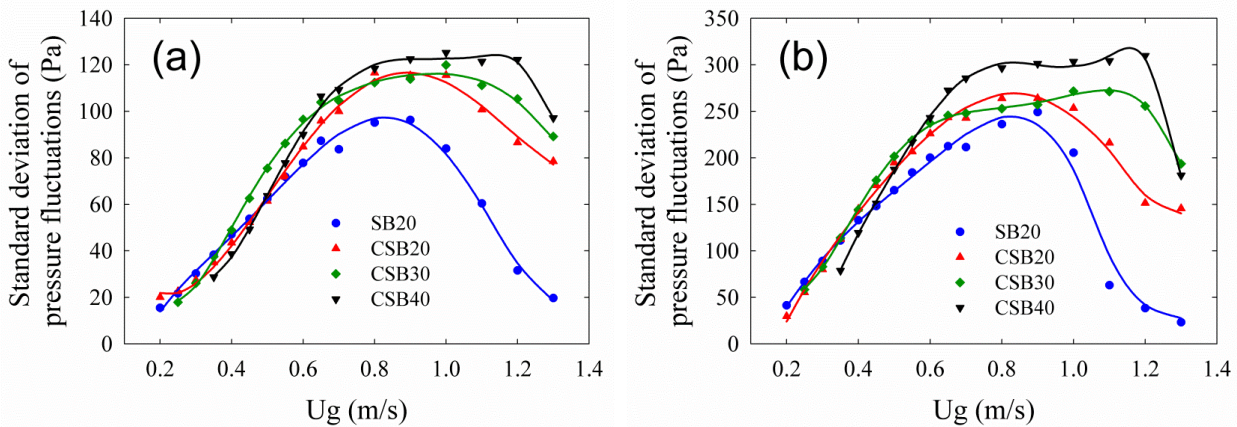 Standard deviation of
pressure fluctuations (Pa)
140
120
100
80
60
40
20
0
(a)
SB20
CSB20
CSB30
CSB40
0.2 0.4 0.6 0.8 1.0 1.2 1.4
Ug (m/s)
Standard deviation of
pressure fluctuations (Pa)
350
300
250
200
150
100
50
0
(b)
SB20
CSB20
CSB30
CSB40
0.2 0.4 0.6 0.8 1.0 1.2 1.4
Ug (m/s)